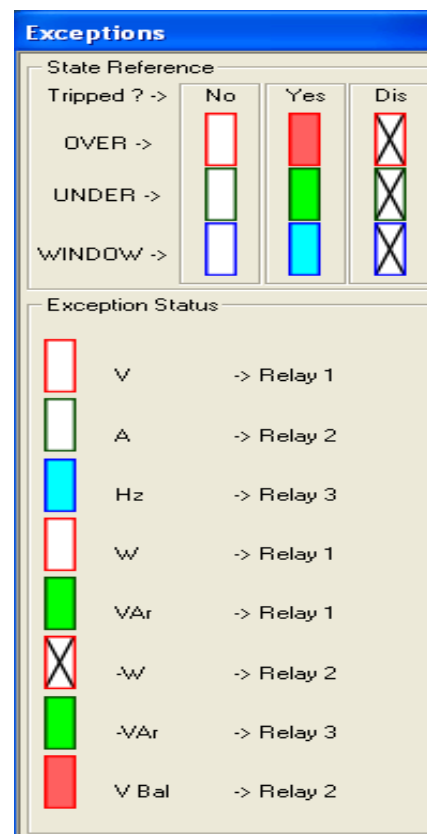 Exceptions
State Reference
Tripped ? -> No Yes Dis
OVER ->
UNDER ->
WINDOW ->
Exception Status
V -> Relay 1
A -> Relay 2
Hz -> Relay 3
W -> Relay 1
VAr -> Relay 1
-W -> Relay 2
-VAr -> Relay 3
V Bal -> Relay 2